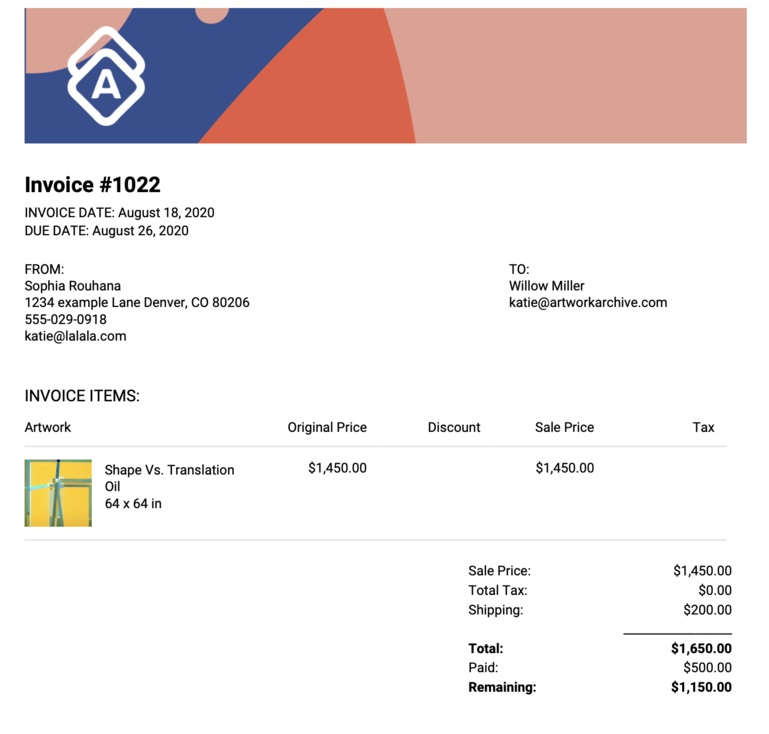 A
Invoice #1022
INVOICE DATE: August 18, 2020
DUE DATE: August 26, 2020
FROM:
Sophia Rouhana
1234 example Lane Denver, CO 80206
555-029-0918
katie@lalala.com
TO:
Willow Miller
katie@artworkarchive.com
INVOICE ITEMS:
Artwork Original Price Discount Sale Price Tax
Shape Vs. Translation $1,450.00 $1,450.00
Oil
64 x 64 in
Sale Price: $1,450.00
Total Tax: $0.00
Shipping: $200.00
Total: $1,650.00
Paid: $500.00
Remaining: $1,150.00